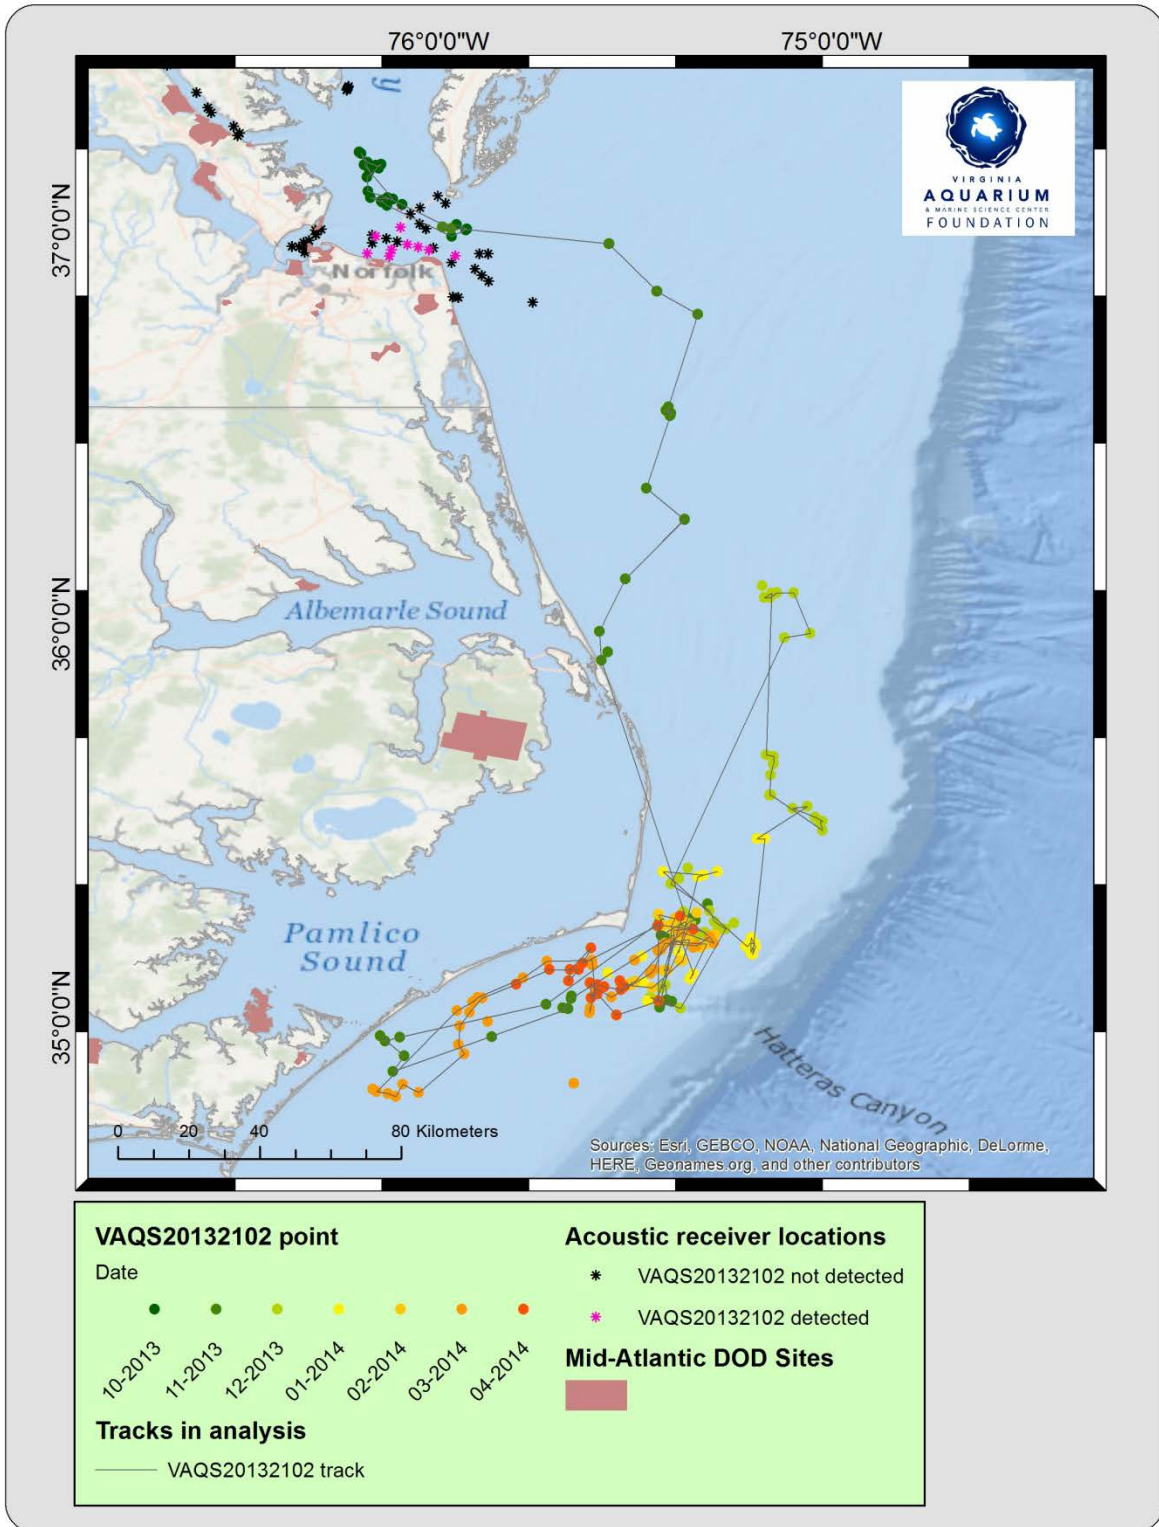 76°0'0"W
75°0'0"W
y
VIRGINIA
AQUARIUM
& MARINE SCIENCE CENTER
FOUNDATION
37°0'0"N
Norfolk
36°0'0"N
Albemarle Sound
Pamlico
Sound
35°0'0"N
Hatteras Canyon
0 20 40 80 Kilometers
Sources: Esri, GEBCO, NOAA, National Geographic, DeLorme,
HERE, Geonames.org, and other contributors
VAQS20132102 point
Date
10-2013
11-2013
12-2013
01-2014
02-2014
03-2014
04-2014
Tracks in analysis
VAQS20132102 track
Acoustic receiver locations
VAQS20132102 not detected
VAQS20132102 detected
Mid-Atlantic DOD Sites